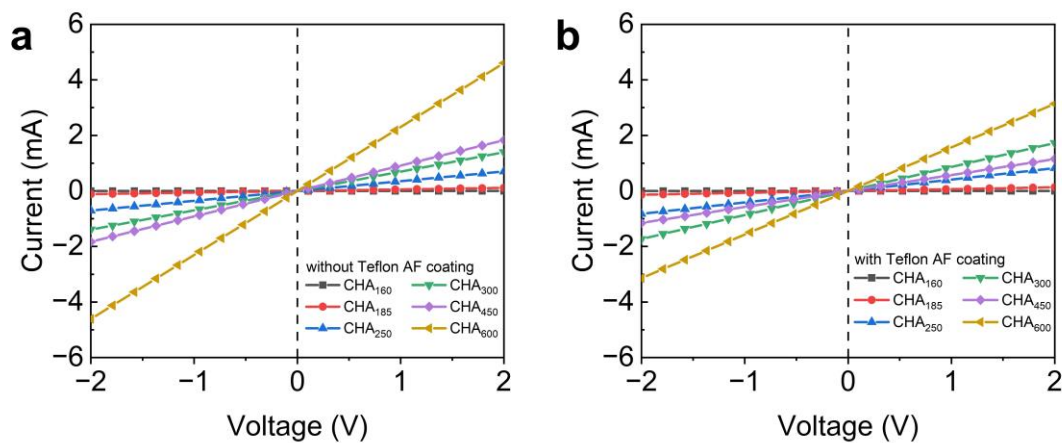 a
6
4
2
0
−2
−4
−6
Current (mA)
without Teflon AF coating
CHA160 CHA300
CHA185 CHA450
CHA250 CHA600
−2 −1 0 1 2
Voltage (V)
b
6
4
2
0
−2
−4
−6
Current (mA)
with Teflon AF coating
CHA160 CHA300
CHA185 CHA450
CHA250 CHA600
−2 −1 0 1 2
Voltage (V)